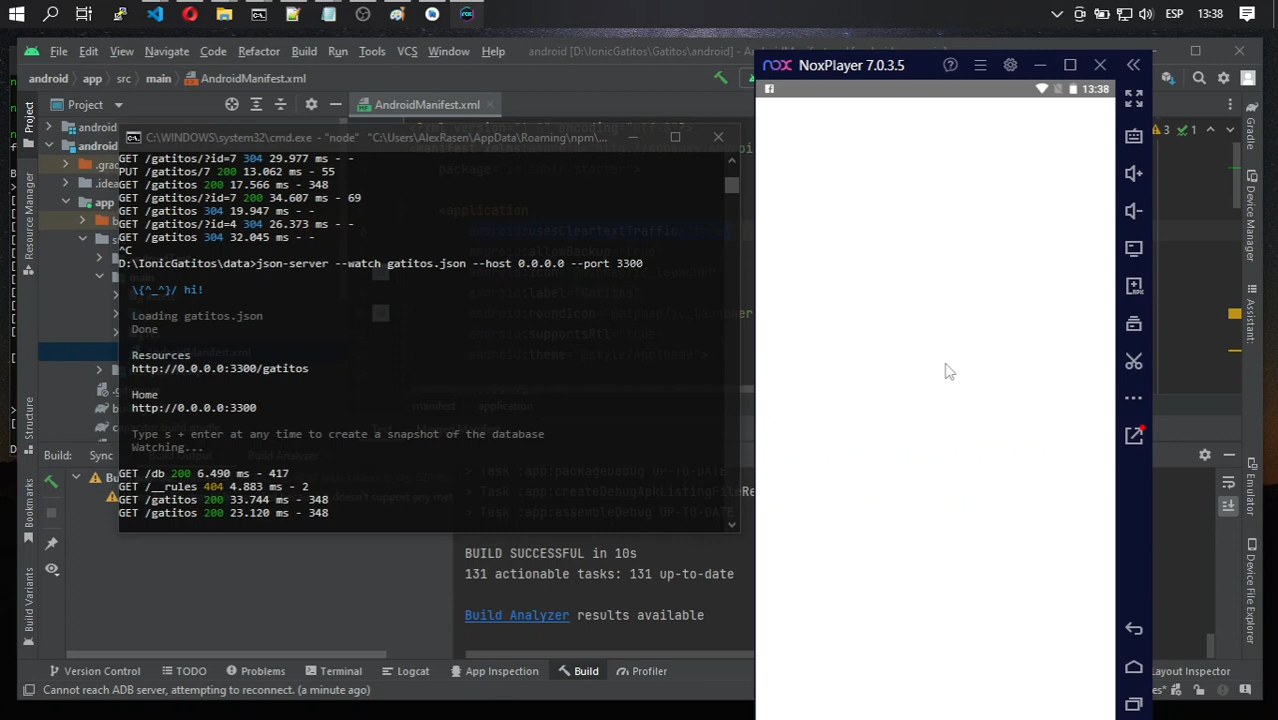 ESP 13:38
File Edit View Navigate Code Refactor Build Run Tools VCS Window Help android [D:\IonicGatitos\Gatitos\android]
nox NoxPlayer 7.0.3.5
android app src main AndroidManifest.xml
13:38
Project AndroidManifest.xml
3 1
C:\WINDOWS\system32\cmd.exe - "node" "C:\Users\AlexRasen\AppData\Roaming\npm\...
GET /gatitos/?id=7 304 29.977 ms - -
PUT /gatitos/7 200 13.062 ms - 55
GET /gatitos 200 17.566 ms - 348
GET /gatitos/?id=7 200 34.607 ms - 69
GET /gatitos 304 19.947 ms - -
GET /gatitos/?id=4 304 26.373 ms - -
GET /gatitos 304 32.045 ms - -
^C
D:\IonicGatitos\data>json-server --watch gatitos.json --host 0.0.0.0 --port 3300
\{^_^}/ hi!
Loading gatitos.json
Done
Resources
http://0.0.0.0:3300/gatitos
Home
http://0.0.0.0:3300
Type s + enter at any time to create a snapshot of the database
Watching...
GET /db 200 6.490 ms - 417
GET /__rules 404 4.883 ms - 2
GET /gatitos 200 33.744 ms - 348
GET /gatitos 200 23.120 ms - 348
<application
android:usesCleartextTraffic
android:allowBackup=
android:label="Gatitos"
android:supportsRtl="true"
android:theme="@style/AppTheme">
manifest application
Project
Resource Manager
Structure
Bookmarks
Build Variants
Gradle
Device Manager
Assistant:
Emulator
Device File Explorer
Build: Sync Build Output Build Analyzer
> Task :app:packageDebug UP-TO-DATE
> Task :app:createDebugApkListingFileRe
> Task :app:assembleDebug UP-TO-DATE
BUILD SUCCESSFUL in 10s
131 actionable tasks: 131 up-to-date
Build Analyzer results available
Version Control TODO Problems Terminal Logcat App Inspection Build Profiler Layout Inspector
Cannot reach ADB server, attempting to reconnect. (a minute ago)